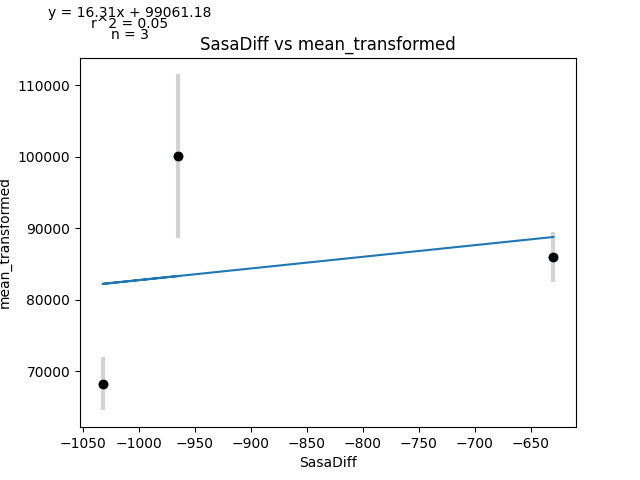 y = 16.31x + 99061.18
r^2 = 0.05
n = 3
SasaDiff vs mean_transformed
110000
100000
90000
80000
70000
mean_transformed
−1050 −1000 −950 −900 −850 −800 −750 −700 −650
SasaDiff